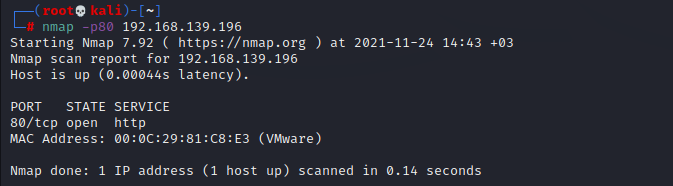 ┌──(root💀kali)-[~]
└─# nmap -p80 192.168.139.196
Starting Nmap 7.92 ( https://nmap.org ) at 2021-11-24 14:43 +03
Nmap scan report for 192.168.139.196
Host is up (0.00044s latency).
PORT   STATE SERVICE
80/tcp open  http
MAC Address: 00:0C:29:81:C8:E3 (VMware)
Nmap done: 1 IP address (1 host up) scanned in 0.14 seconds